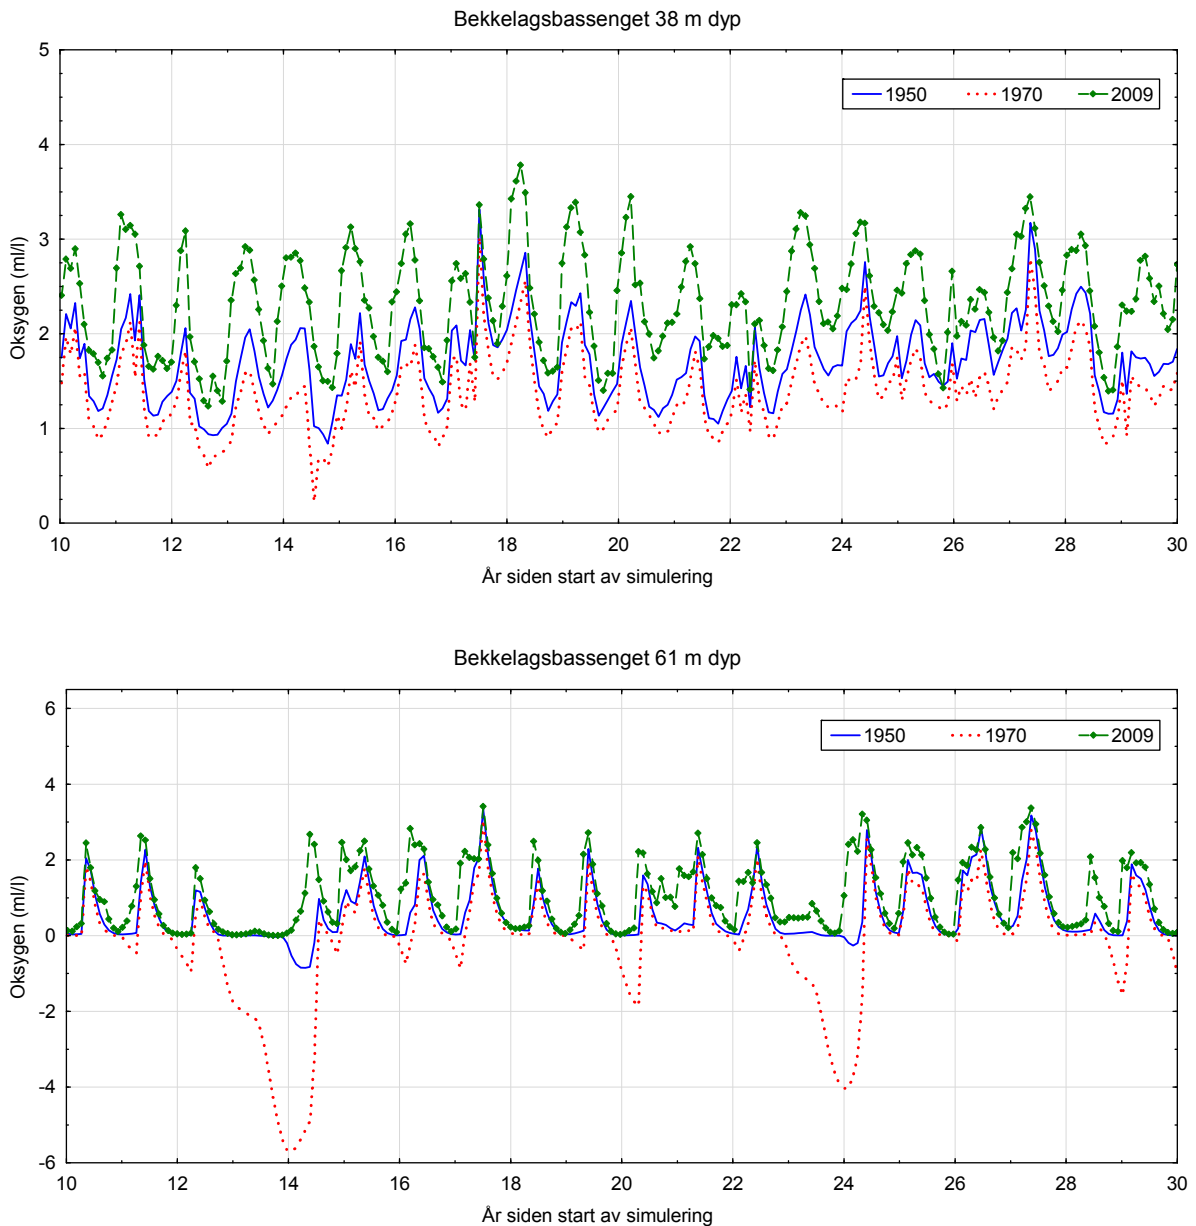 Bekkelagsbassenget 38 m dyp
5
4
3
2
1
0
Oksygen (ml/l)
1950 1970 2009
10 12 14 16 18 20 22 24 26 28 30
År siden start av simulering
Bekkelagsbassenget 61 m dyp
6
4
2
0
-2
-4
-6
Oksygen (ml/l)
1950 1970 2009
10 12 14 16 18 20 22 24 26 28 30
År siden start av simulering